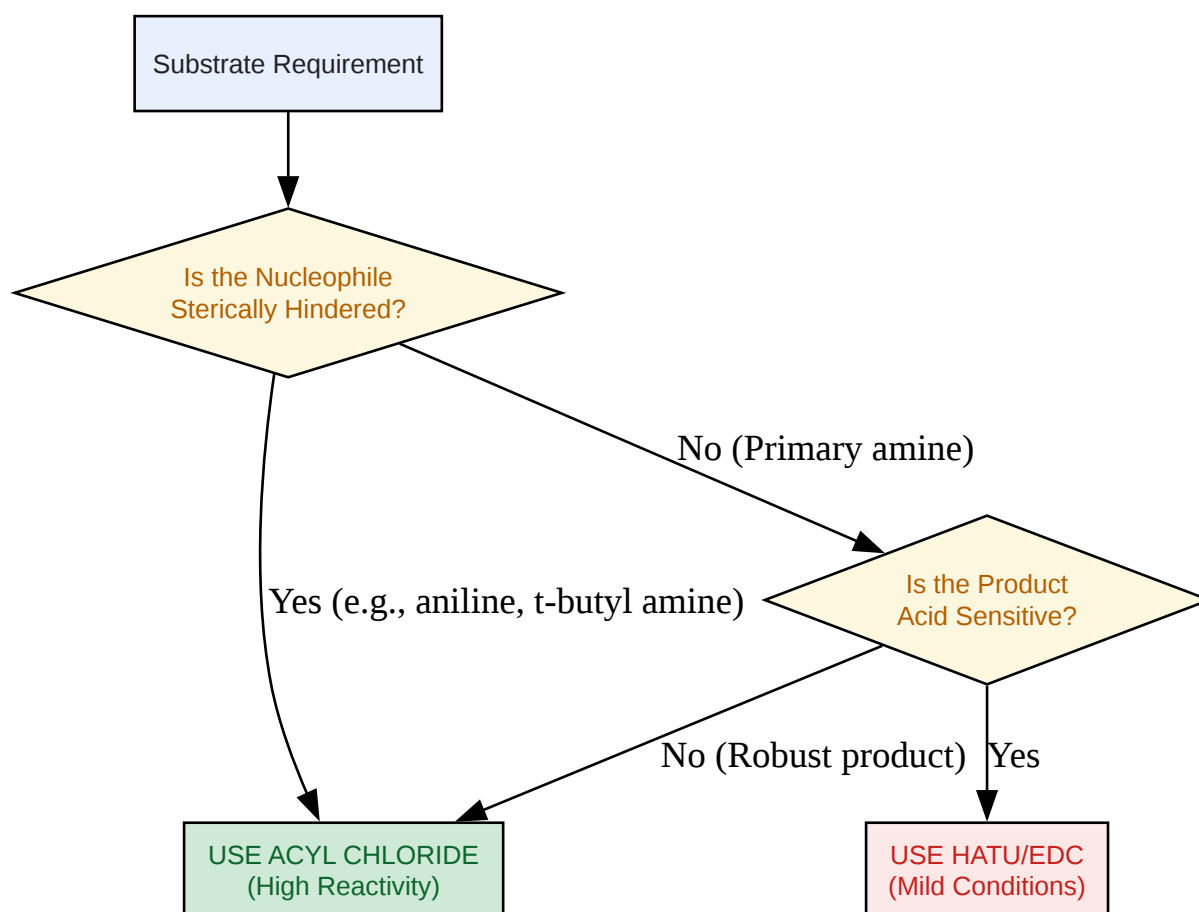 Substrate Requirement
Is the Nucleophile
Sterically Hindered?
No (Primary amine)
Yes (e.g., aniline, t-butyl amine)
Is the Product
Acid Sensitive?
No (Robust product)
Yes
USE ACYL CHLORIDE
(High Reactivity)
USE HATU/EDC
(Mild Conditions)